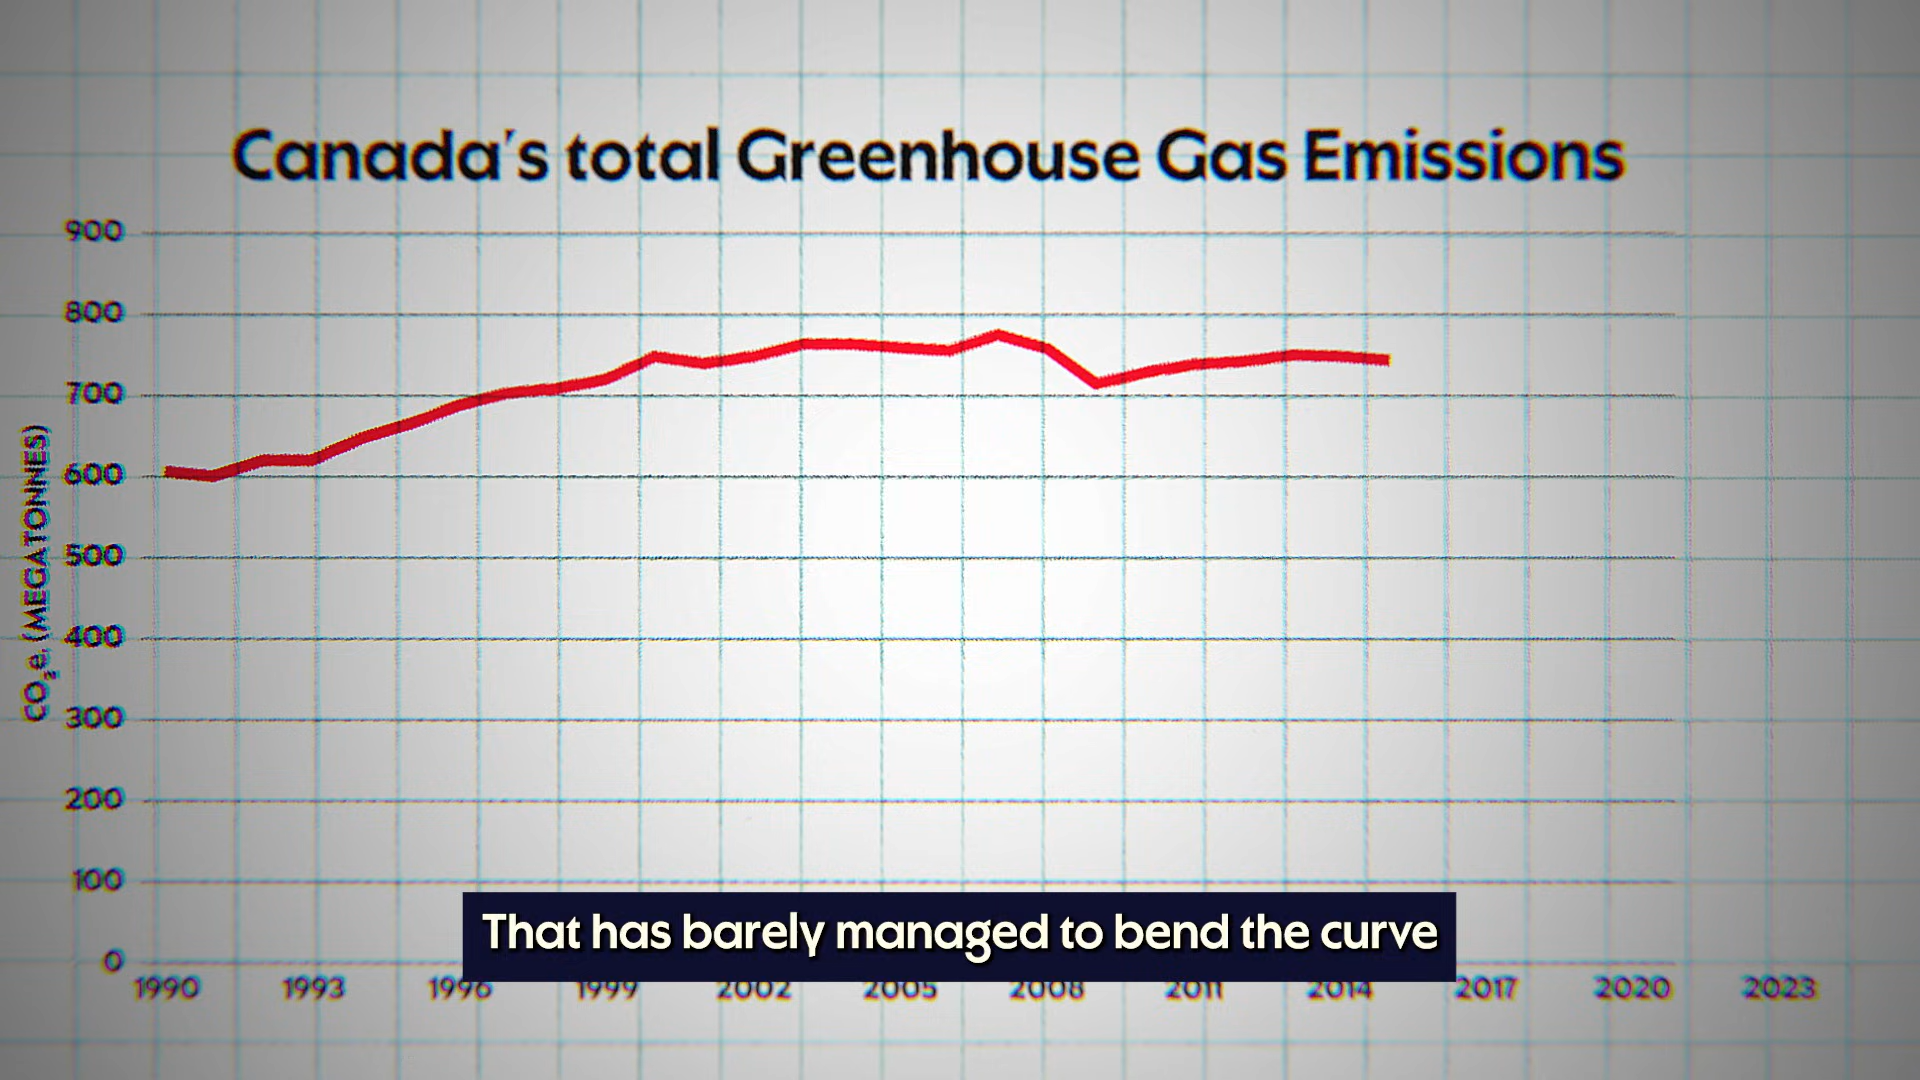 Canada's total Greenhouse Gas Emissions
900
800
700
600
500
400
300
200
100
0
CO₂e, (MEGATONNES)
1990 1993 1996 1999 2002 2005 2008 2011 2014 2017 2020 2023
That has barely managed to bend the curve